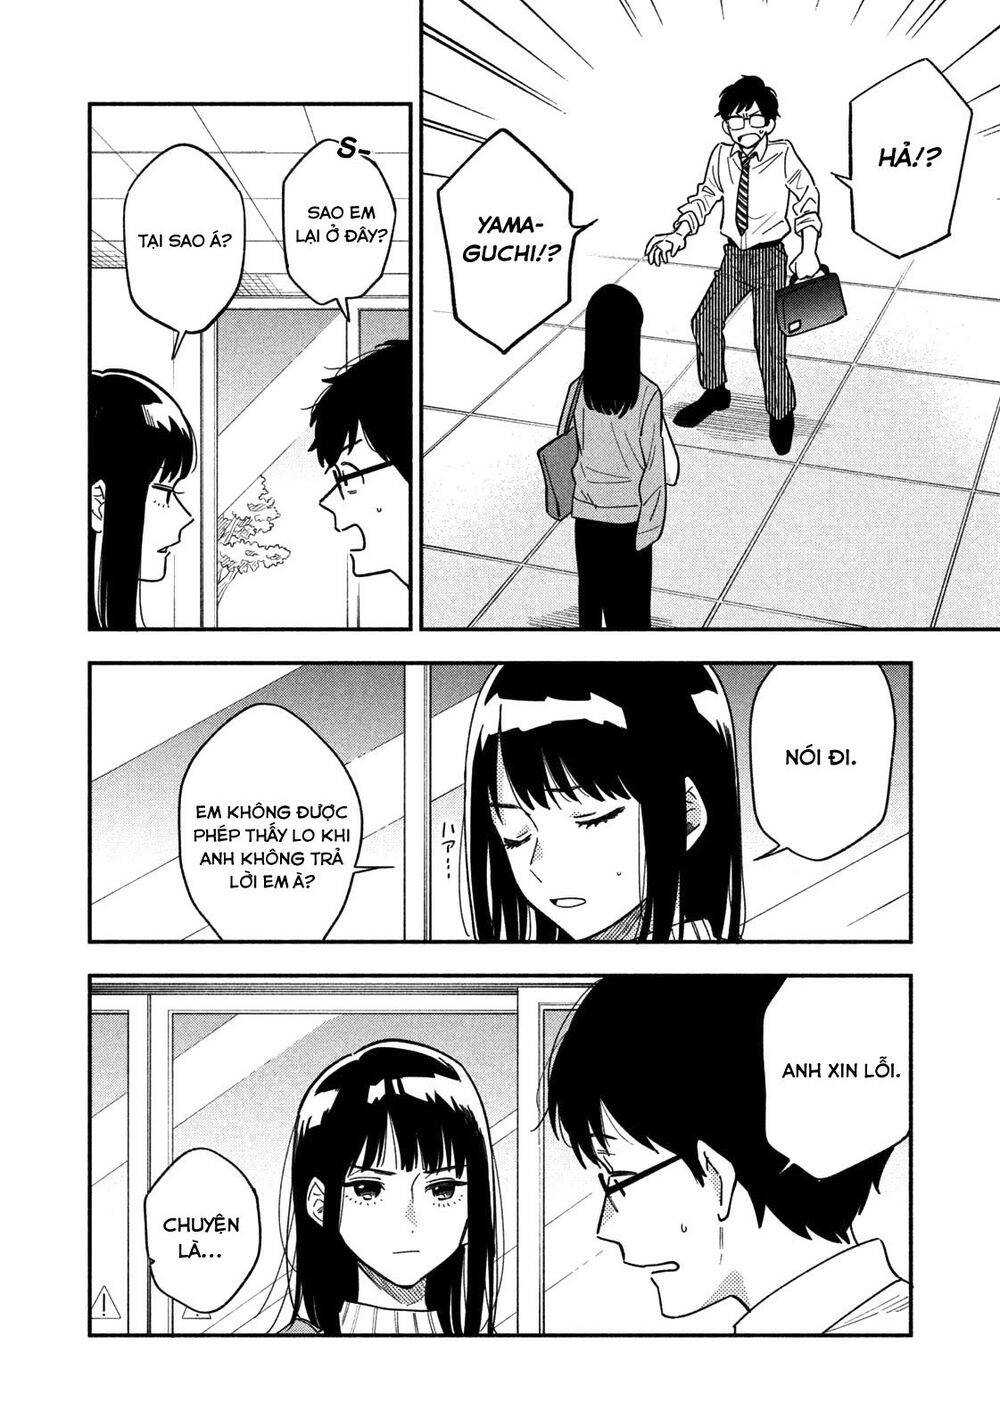 HẢ!?
YAMA-
GUCHI!?
S-
SAO EM
LẠI Ở ĐÂY?
TẠI SAO Á?
NÓI ĐI.
ハァ…
EM KHÔNG ĐƯỢC
PHÉP THẤY LO KHI
ANH KHÔNG TRẢ
LỜI EM À?
ANH XIN LỖI.
CHUYỆN
LÀ...